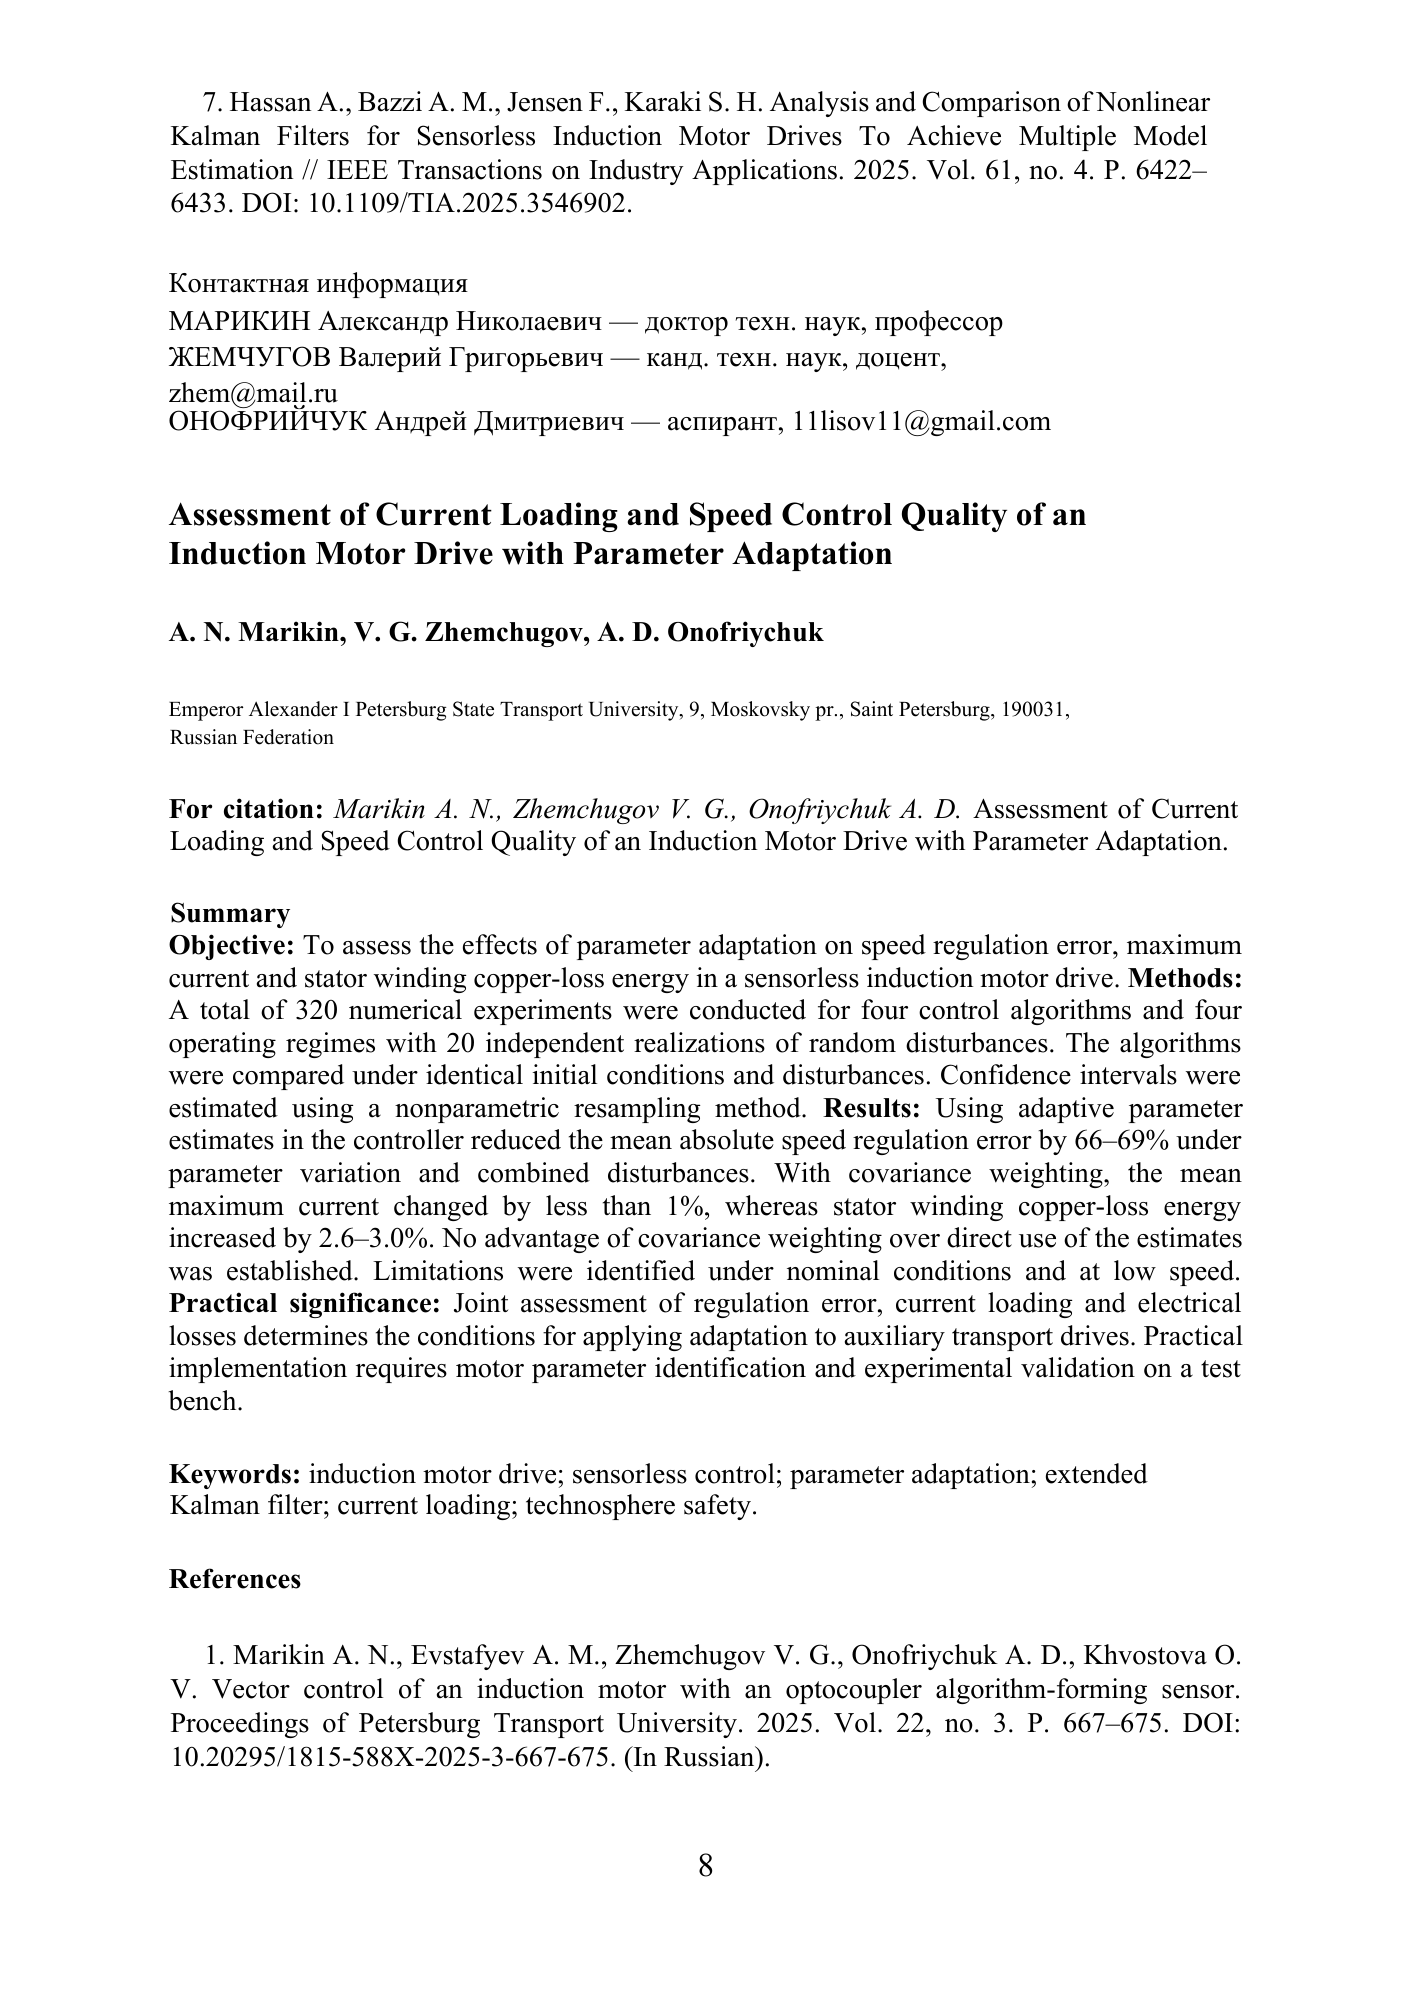 7. Hassan A., Bazzi A. M., Jensen F., Karaki S. H. Analysis and Comparison of Nonlinear
Kalman Filters for Sensorless Induction Motor Drives To Achieve Multiple Model
Estimation // IEEE Transactions on Industry Applications. 2025. Vol. 61, no. 4. P. 6422–
6433. DOI: 10.1109/TIA.2025.3546902.
Контактная информация
МАРИКИН Александр Николаевич — доктор техн. наук, профессор
ЖЕМЧУГОВ Валерий Григорьевич — канд. техн. наук, доцент,
zhem@mail.ru
ОНОФРИЙЧУК Андрей Дмитриевич — аспирант, 11lisov11@gmail.com
Assessment of Current Loading and Speed Control Quality of an
Induction Motor Drive with Parameter Adaptation
A. N. Marikin, V. G. Zhemchugov, A. D. Onofriychuk
Emperor Alexander I Petersburg State Transport University, 9, Moskovsky pr., Saint Petersburg, 190031,
Russian Federation
For citation: Marikin A. N., Zhemchugov V. G., Onofriychuk A. D. Assessment of Current
Loading and Speed Control Quality of an Induction Motor Drive with Parameter Adaptation.
Summary
Objective: To assess the effects of parameter adaptation on speed regulation error, maximum
current and stator winding copper-loss energy in a sensorless induction motor drive. Methods:
A total of 320 numerical experiments were conducted for four control algorithms and four
operating regimes with 20 independent realizations of random disturbances. The algorithms
were compared under identical initial conditions and disturbances. Confidence intervals were
estimated using a nonparametric resampling method. Results: Using adaptive parameter
estimates in the controller reduced the mean absolute speed regulation error by 66–69% under
parameter variation and combined disturbances. With covariance weighting, the mean
maximum current changed by less than 1%, whereas stator winding copper-loss energy
increased by 2.6–3.0%. No advantage of covariance weighting over direct use of the estimates
was established. Limitations were identified under nominal conditions and at low speed.
Practical significance: Joint assessment of regulation error, current loading and electrical
losses determines the conditions for applying adaptation to auxiliary transport drives. Practical
implementation requires motor parameter identification and experimental validation on a test
bench.
Keywords: induction motor drive; sensorless control; parameter adaptation; extended
Kalman filter; current loading; technosphere safety.
References
1. Marikin A. N., Evstafyev A. M., Zhemchugov V. G., Onofriychuk A. D., Khvostova O.
V. Vector control of an induction motor with an optocoupler algorithm-forming sensor.
Proceedings of Petersburg Transport University. 2025. Vol. 22, no. 3. P. 667–675. DOI:
10.20295/1815-588X-2025-3-667-675. (In Russian).
8